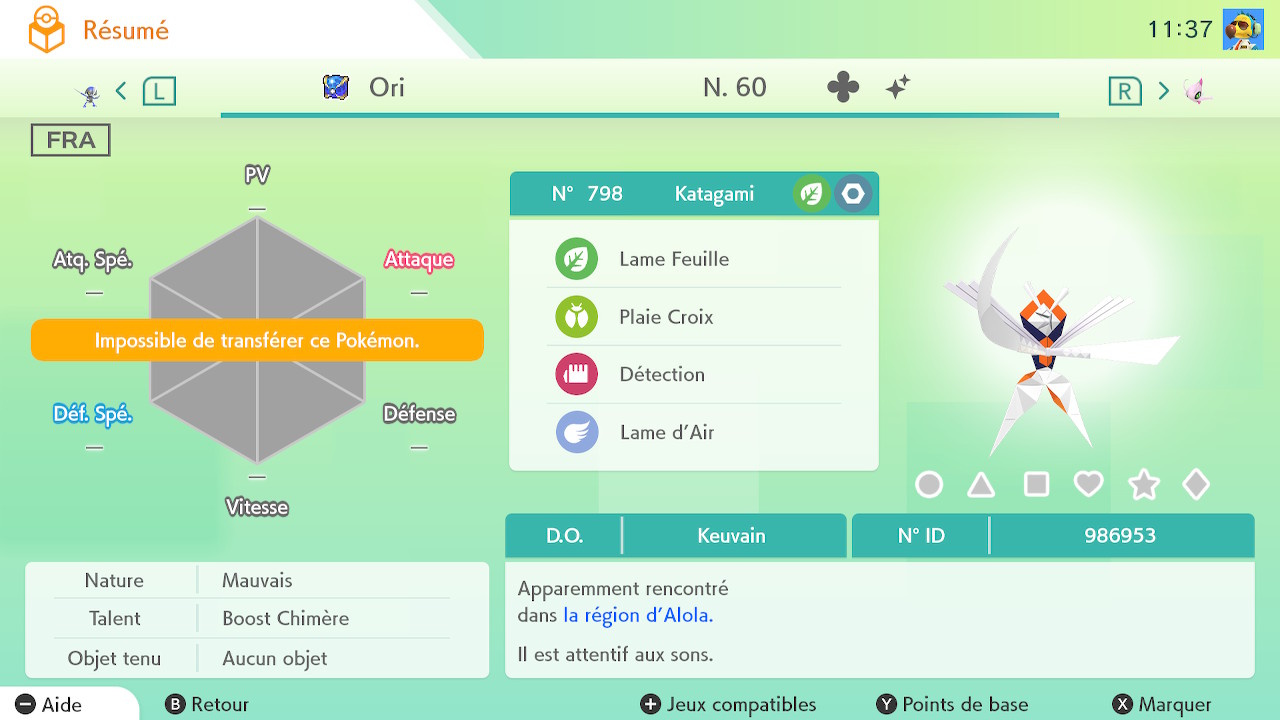 Résumé
11:37
L
Ori
N. 60
R
FRA
PV
—
Atq. Spé.
—
Attaque
—
Impossible de transférer ce Pokémon.
Déf. Spé.
—
Défense
—
—
Vitesse
N° 798 Katagami
Lame Feuille
Plaie Croix
Détection
Lame d'Air
D.O. Keuvain
N° ID 986953
Apparemment rencontré
dans la région d'Alola.
Il est attentif aux sons.
Nature Mauvais
Talent Boost Chimère
Objet tenu Aucun objet
Aide
B Retour
Jeux compatibles
Y Points de base
X Marquer